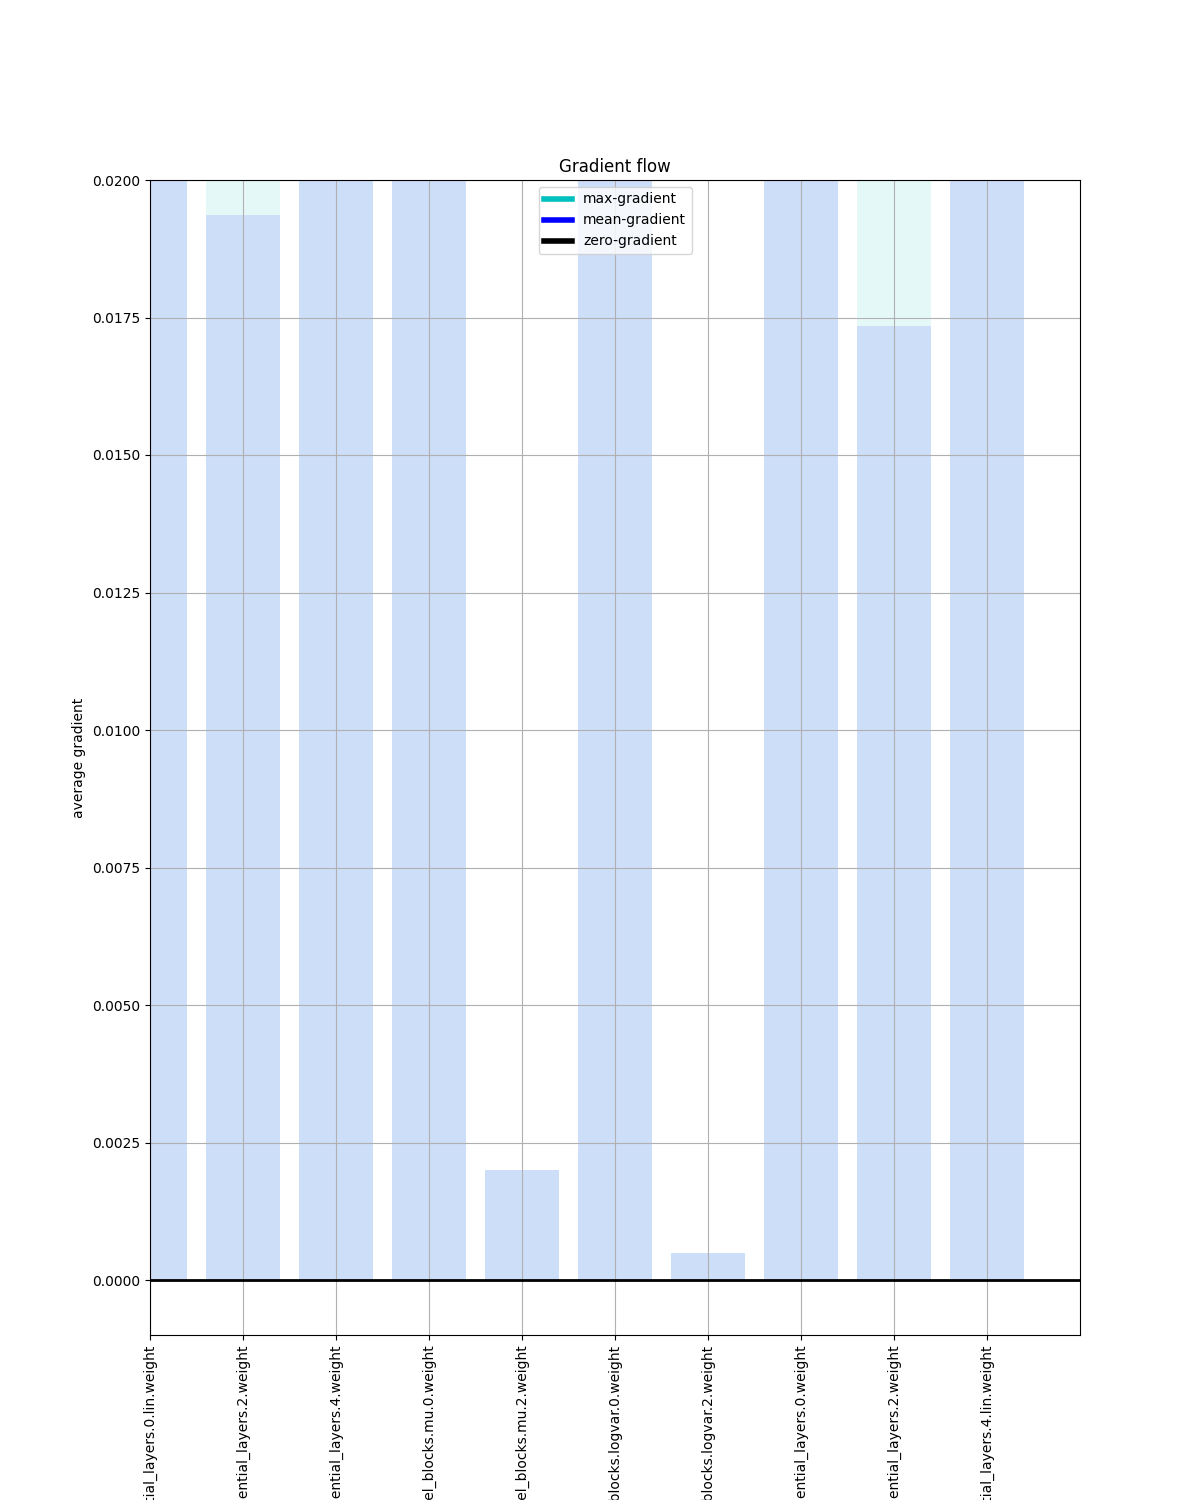 Gradient flow
max-gradient
mean-gradient
zero-gradient
0.0200
0.0175
0.0150
0.0125
0.0100
0.0075
0.0050
0.0025
0.0000
average gradient
tial_layers.0.lin.weight
ential_layers.2.weight
ential_layers.4.weight
el_blocks.mu.0.weight
el_blocks.mu.2.weight
blocks.logvar.0.weight
blocks.logvar.2.weight
ential_layers.0.weight
ential_layers.2.weight
tial_layers.4.lin.weight